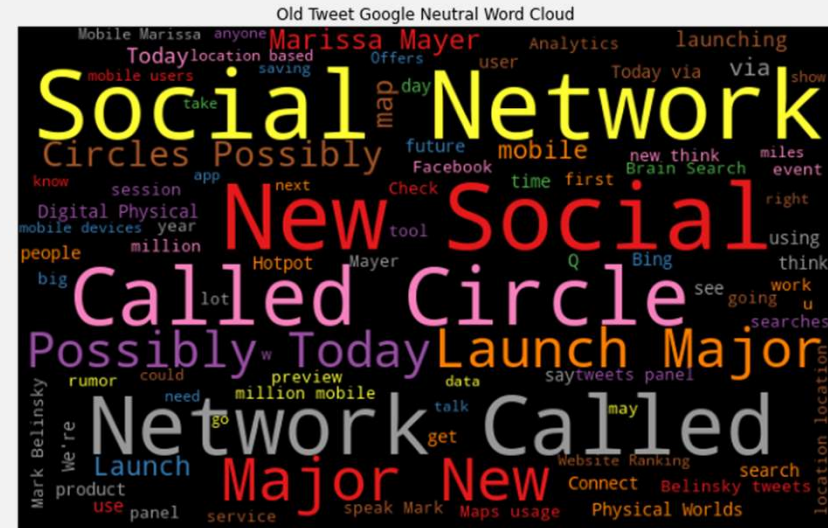 Old Tweet Google Neutral Word Cloud
Mobile Marissa
anyone
Marissa Mayer
Analytics
launching
Today
location based
Offers
user
mobile users
saving
Today via
via
show
Social Network
take
map
day
Circles Possibly
future
mobile
new think
miles
Facebook
Brain Search
event
know
app
session
next
Check
time
first
right
Digital Physical
New Social
mobile devices
year
tool
using
people
million
Hotpot
Mayer
Q
Bing
think
big
Called Circle
lot
see
going
work
u
searches
Possibly Today
w
Launch Major
rumor
could
preview
data
say
tweets panel
location location
need
million mobile
Mark Belinsky
We're
Network Called
go
talk
may
get
Launch
Major New
Website Ranking
search
product
Connect
Belinsky tweets
use
panel
service
speak Mark
Maps usage
Physical Worlds